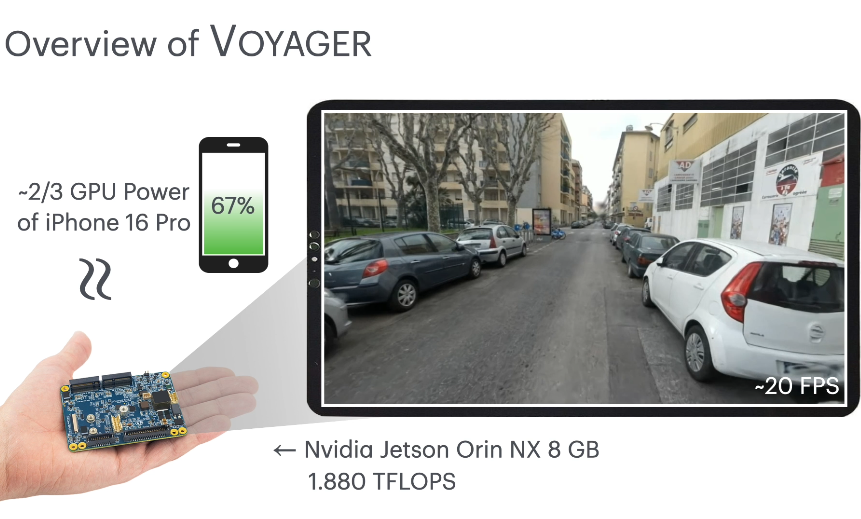 Overview of VOYAGER
~2/3 GPU Power
of iPhone 16 Pro
67%
~20 FPS
← Nvidia Jetson Orin NX 8 GB
1.880 TFLOPS